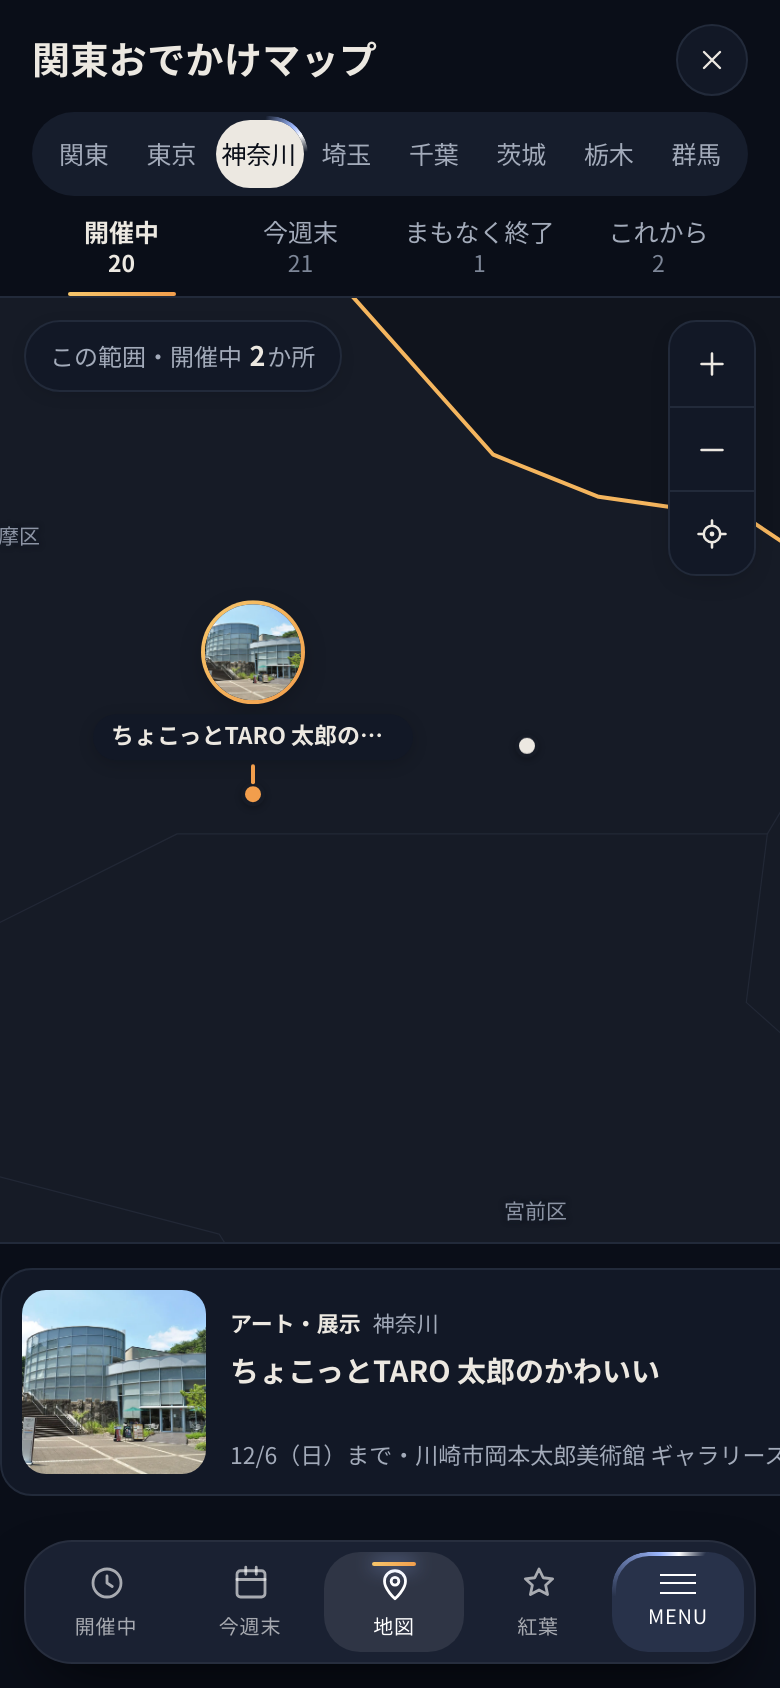 関東おでかけマップ
関東 東京 神奈川 埼玉 千葉 茨城 栃木 群馬
開催中 今週末 まもなく終了 これから
20 21 1 2
この範囲・開催中 2か所
摩区
ちょこっとTARO 太郎の…
宮前区
アート・展示 神奈川
ちょこっとTARO 太郎のかわいい
12/6（日）まで・川崎市岡本太郎美術館 ギャラリース
開催中 今週末 地図 紅葉 MENU